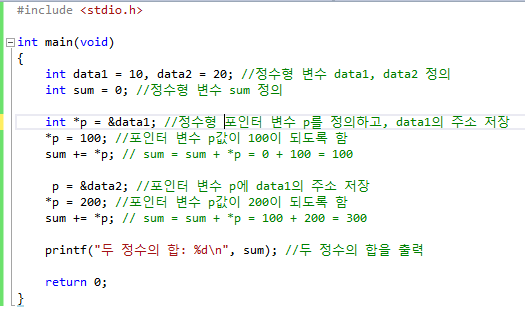 #include <stdio.h>
int main(void)
{
int data1 = 10, data2 = 20; //정수형 변수 data1, data2 정의
int sum = 0; //정수형 변수 sum 정의
int *p = &data1; //정수형 포인터 변수 p를 정의하고, data1의 주소 저장
*p = 100; //포인터 변수 p값이 100이 되도록 함
sum += *p; // sum = sum + *p = 0 + 100 = 100
p = &data2; //포인터 변수 p에 data1의 주소 저장
*p = 200; //포인터 변수 p값이 200이 되도록 함
sum += *p; // sum = sum + *p = 100 + 200 = 300
printf("두 정수의 합: %d\n", sum); //두 정수의 합을 출력
return 0;
}